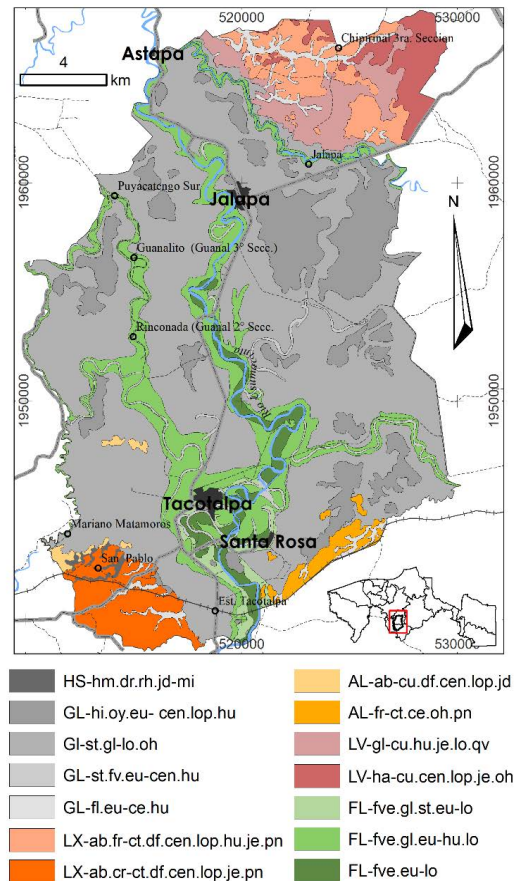 520000 530000
Chipirmal 3ra. Seccion
Astapa
4
km
Jalapa
1960000 1960000
Puyacatengo Sur
Jalapa
N
Guanalito (Guanal 3° Sccc.)
Rinconada (Guanal 2° Sccc.
1950000 1950000
Tacotalpa
Mariano Matamoros
Santa Rosa
San Pablo
Est. Tacotalpa
520000 530000
HS-hm.dr.rh.jd-mi
GL-hi.oy.eu- cen.lop.hu
Gl-st.gl-lo.oh
GL-st.fv.eu-cen.hu
GL-fl.eu-ce.hu
LX-ab.fr-ct.df.cen.lop.hu.je.pn
LX-ab.cr-ct.df.cen.lop.je.pn
AL-ab-cu.df.cen.lop.jd
AL-fr-ct.ce.oh.pn
LV-gl-cu.hu.je.lo.qv
LV-ha-cu.cen.lop.je.oh
FL-fve.gl.st.eu-lo
FL-fve.gl.eu-hu.lo
FL-fve.eu-lo